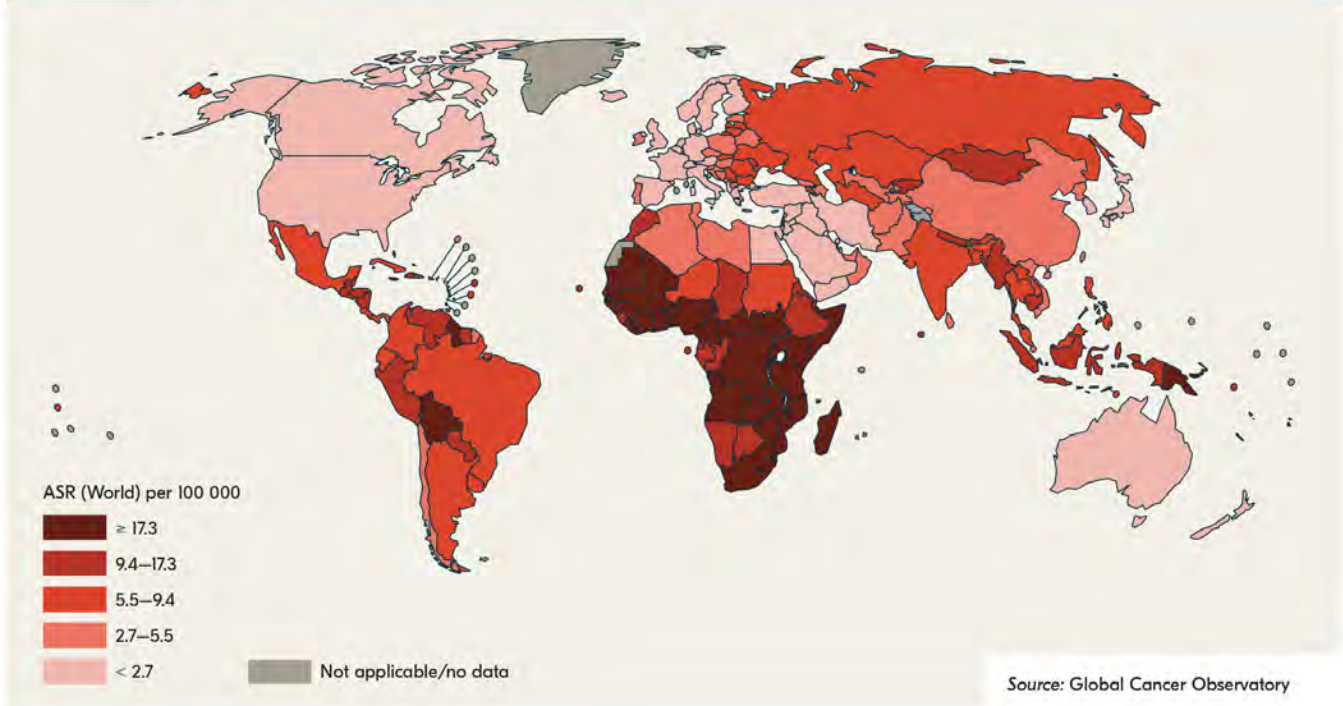 ASR (World) per 100 000
≥ 17.3
9.4–17.3
5.5–9.4
2.7–5.5
< 2.7
Not applicable/no data
Source: Global Cancer Observatory